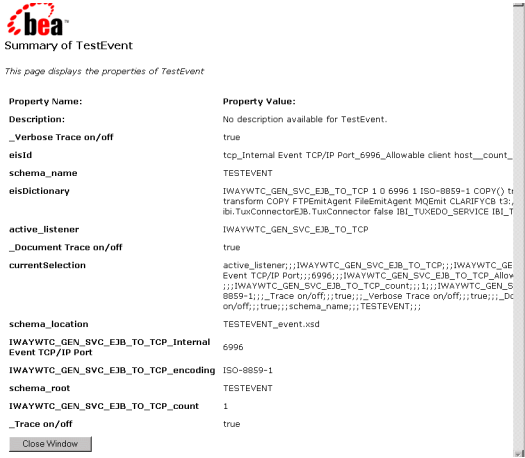 bea
Summary of TestEvent
This page displays the properties of TestEvent
Property Name: Property Value:
Description: No description available for TestEvent.
_Verbose Trace on/off true
eisId tcp_Internal Event TCP/IP Port_6996_Allowable client host__count_
schema_name TESTEVENT
eisDictionary IWAYWTC_GEN_SVC_EJB_TO_TCP 1 0 6996 1 ISO-8859-1 COPY() tr
transform COPY FTPEmitAgent FileEmitAgent MQEmit CLARIFYCB t3:/
ibi.TuxConnectorEJB.TuxConnector false IBI_TUXEDO_SERVICE IBI_T
active_listener IWAYWTC_GEN_SVC_EJB_TO_TCP
_Document Trace on/off true
currentSelection active_listener;;;IWAYWTC_GEN_SVC_EJB_TO_TCP;;;IWAYWTC_GE
Event TCP/IP Port;;;6996;;;IWAYWTC_GEN_SVC_EJB_TO_TCP_Allow
;;;IWAYWTC_GEN_SVC_EJB_TO_TCP_count;;;1;;;IWAYWTC_GEN_S
8859-1;;;_Trace on/off;;;true;;;_Verbose Trace on/off;;;true;;;_Do
on/off;;;true;;;schema_name;;;TESTEVENT;;;
schema_location TESTEVENT_event.xsd
IWAYWTC_GEN_SVC_EJB_TO_TCP_Internal
Event TCP/IP Port 6996
IWAYWTC_GEN_SVC_EJB_TO_TCP_encoding ISO-8859-1
schema_root TESTEVENT
IWAYWTC_GEN_SVC_EJB_TO_TCP_count 1
_Trace on/off true
Close Window